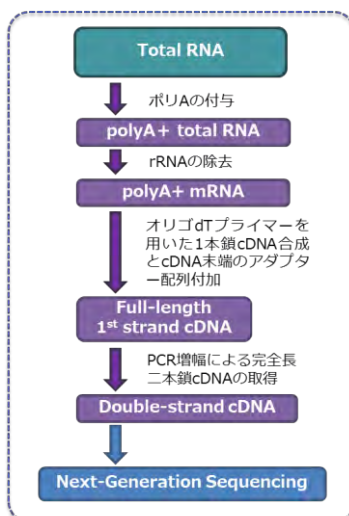 Total RNA
ポリAの付与
polyA+ total RNA
rRNAの除去
polyA+ mRNA
オリゴdTプライマーを
用いた1本鎖cDNA合成
とcDNA末端のアダプタ
ー配列付加
Full-length
1st strand cDNA
PCR増幅による完全長
二本鎖cDNAの取得
Double-strand cDNA
Next-Generation Sequencing